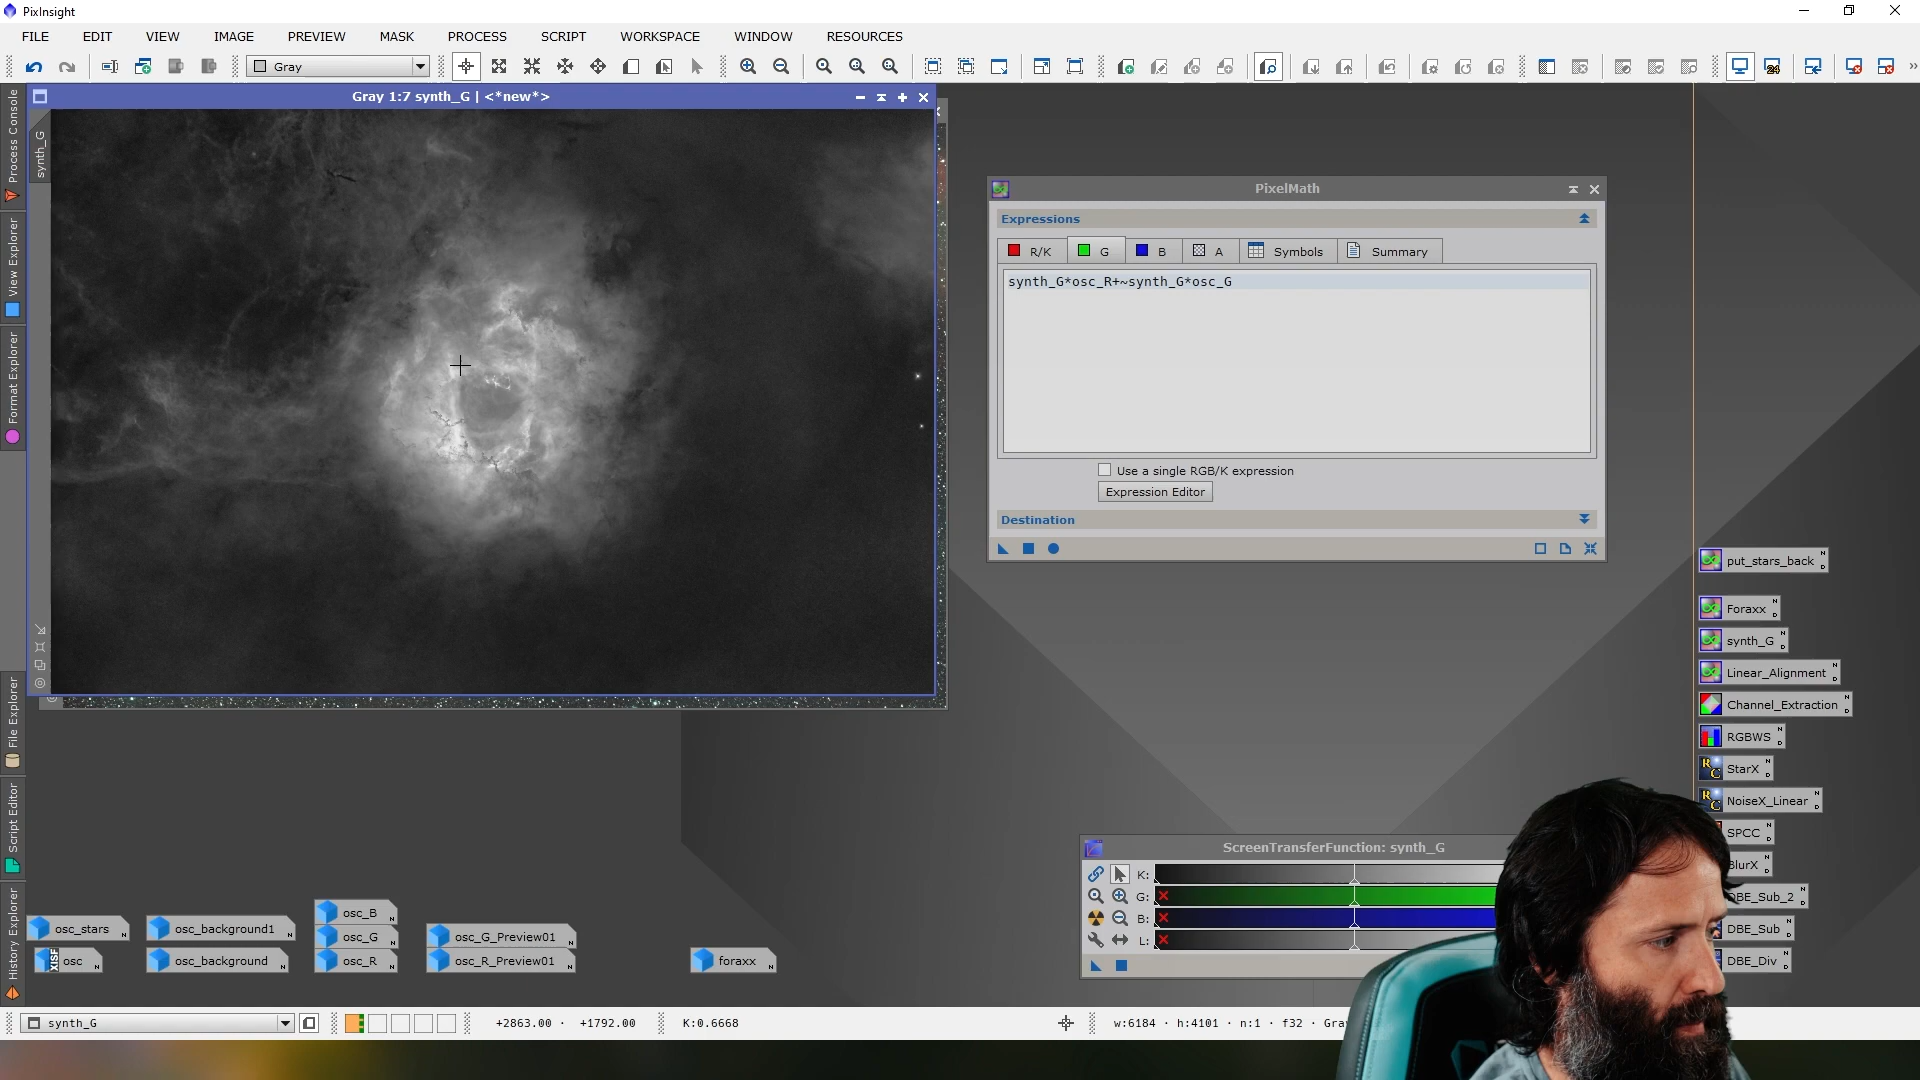 PixInsight
FILE EDIT VIEW IMAGE PREVIEW MASK PROCESS SCRIPT WORKSPACE WINDOW RESOURCES
Gray
24
Process Console
View Explorer
Format Explorer
File Explorer
Script Editor
History Explorer
Gray 1:7 synth_G | <*new*>
synth_G
PixelMath
Expressions
R/K G B A Symbols Summary
synth_G*osc_R+~synth_G*osc_G
Use a single RGB/K expression
Expression Editor
Destination
put_stars_back
Foraxx
synth_G
Linear_Alignment
Channel_Extraction
RGBWS
StarX
NoiseX_Linear
SPCC
BlurX
DBE_Sub_2
DBE_Sub
DBE_Div
ScreenTransferFunction: synth_G
K:
G:
B:
L:
osc_stars
osc
XISF
osc_background1
osc_background
osc_B
osc_G
osc_R
osc_G_Preview01
osc_R_Preview01
foraxx
synth_G
+2863.00 · +1792.00
K:0.6668
w:6184 · h:4101 · n:1 · f32 ·